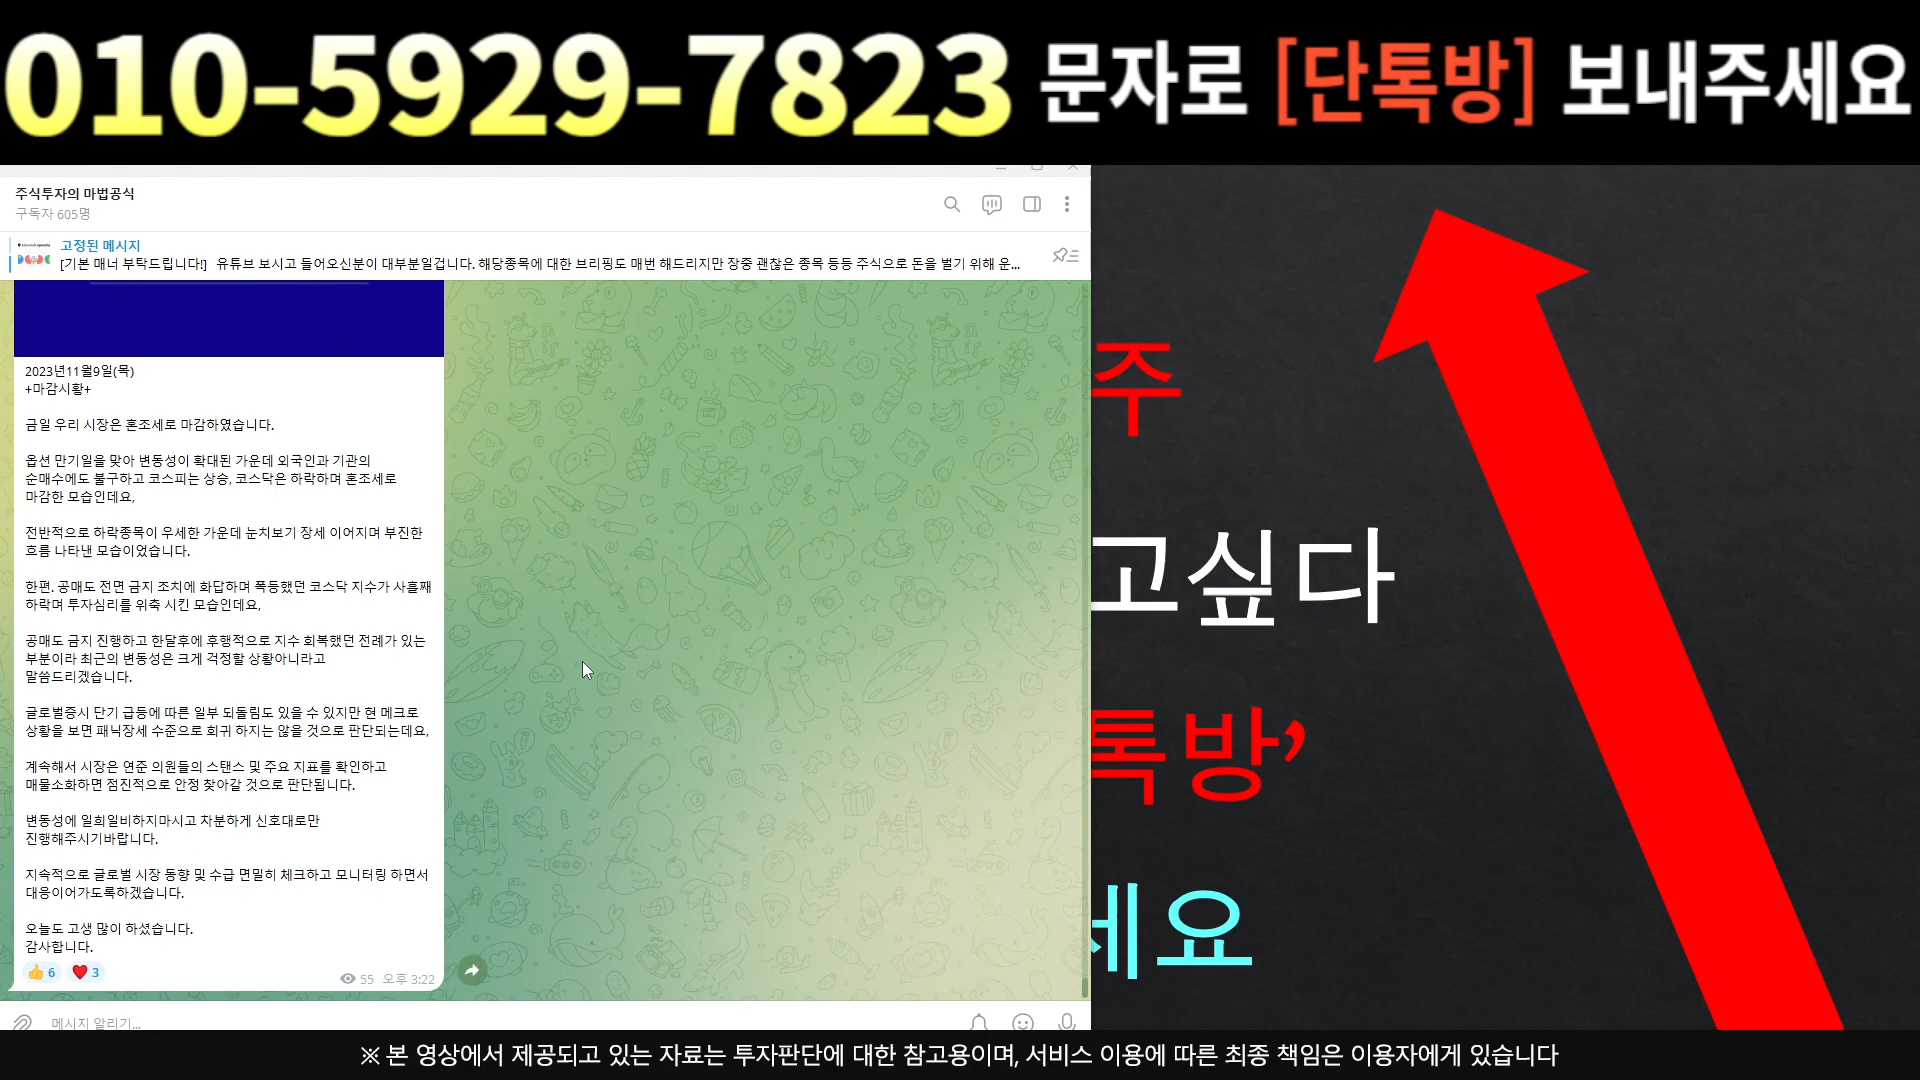 010-5929-7823 문자로 [단톡방] 보내주세요
주식투자의 마법공식
구독자 605명
고정된 메시지
[기본 매너 부탁드립니다!] 유튜브 보시고 들어오신분이 대부분일겁니다. 해당종목에 대한 브리핑도 매번 해드리지만 장중 괜찮은 종목 등등 주식으로 돈을 벌기 위해 운...
2023년11월9일(목)
+마감시황+
금일 우리 시장은 혼조세로 마감하였습니다.
옵션 만기일을 맞아 변동성이 확대된 가운데 외국인과 기관의
순매수에도 불구하고 코스피는 상승, 코스닥은 하락하며 혼조세로
마감한 모습인데요,
전반적으로 하락종목이 우세한 가운데 눈치보기 장세 이어지며 부진한
흐름 나타낸 모습이었습니다.
한편. 공매도 전면 금지 조치에 화답하며 폭등했던 코스닥 지수가 사흘째
하락며 투자심리를 위축 시킨 모습인데요,
공매도 금지 진행하고 한달후에 후행적으로 지수 회복했던 전례가 있는
부분이라 최근의 변동성은 크게 걱정할 상황아니라고
말씀드리겠습니다.
글로벌증시 단기 급등에 따른 일부 되돌림도 있을 수 있지만 현 메크로
상황을 보면 패닉장세 수준으로 회귀 하지는 않을 것으로 판단되는데요,
계속해서 시장은 연준 의원들의 스탠스 및 주요 지표를 확인하고
매물소화하면 점진적으로 안정 찾아갈 것으로 판단됩니다.
변동성에 일희일비하지마시고 차분하게 신호대로만
진행해주시기바랍니다.
지속적으로 글로벌 시장 동향 및 수급 면밀히 체크하고 모니터링 하면서
대응이어가도록하겠습니다.
오늘도 고생 많이 하셨습니다.
감사합니다.
6 3
55 오후 3:22
메시지 알리기...
주
고싶다
톡방’
세요
※ 본 영상에서 제공되고 있는 자료는 투자판단에 대한 참고용이며, 서비스 이용에 따른 최종 책임은 이용자에게 있습니다